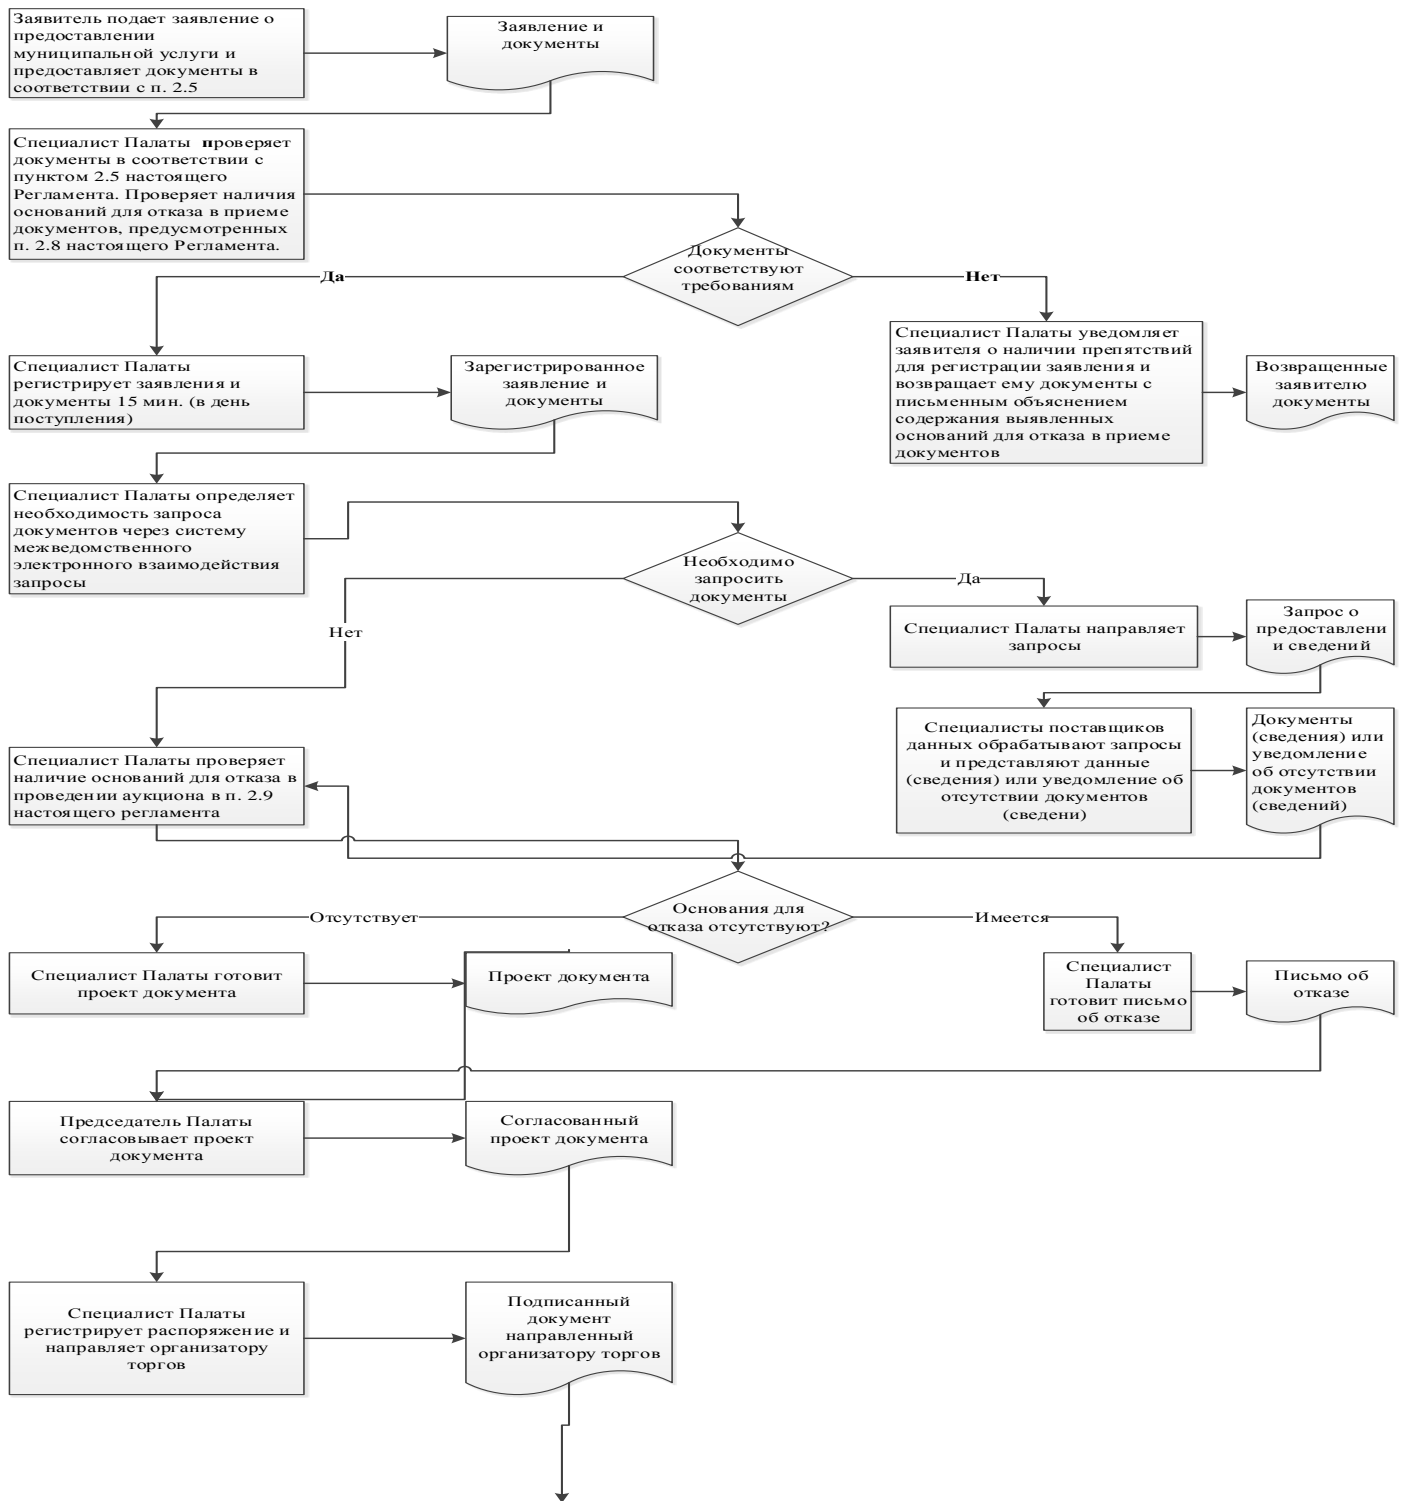 Заявитель подает заявление о
предоставлении
муниципальной услуги и
предоставляет документы в
соответствии с п. 2.5
Заявление и
документы
Специалист Палаты проверяет
документы в соответствии с
пунктом 2.5 настоящего
Регламента. Проверяет наличия
оснований для отказа в приеме
документов, предусмотренных
п. 2.8 настоящего Регламента.
Документы
соответствуют
требованиям
Да
Нет
Специалист Палаты
регистрирует заявления и
документы 15 мин. (в день
поступления)
Зарегистрированное
заявление и
документы
Специалист Палаты уведомляет
заявителя о наличии препятствий
для регистрации заявления и
возвращает ему документы с
письменным объяснением
содержания выявленных
оснований для отказа в приеме
документов
Возвращенные
заявителю
документы
Специалист Палаты определяет
необходимость запроса
документов через систему
межведомственного
электронного взаимодействия
запросы
Необходимо
запросить
документы
Да
Нет
Специалист Палаты направляет
запросы
Запрос о
предоставлени
и сведений
Специалисты поставщиков
данных обрабатывают запросы
и представляют данные
(сведения) или уведомление об
отсутствии документов
(сведени)
Документы
(сведения) или
уведомление
об отсутствии
документов
(сведений)
Специалист Палаты проверяет
наличие оснований для отказа в
проведении аукциона в п. 2.9
настоящего регламента
Основания для
отказа отсутствуют?
Отсутствует
Имеется
Специалист Палаты готовит
проект документа
Проект документа
Специалист
Палаты
готовит письмо
об отказе
Письмо об
отказе
Председатель Палаты
согласовывает проект
документа
Согласованный
проект документа
Специалист Палаты
регистрирует распоряжение и
направляет организатору
торгов
Подписанный
документ
направленный
организатору торгов